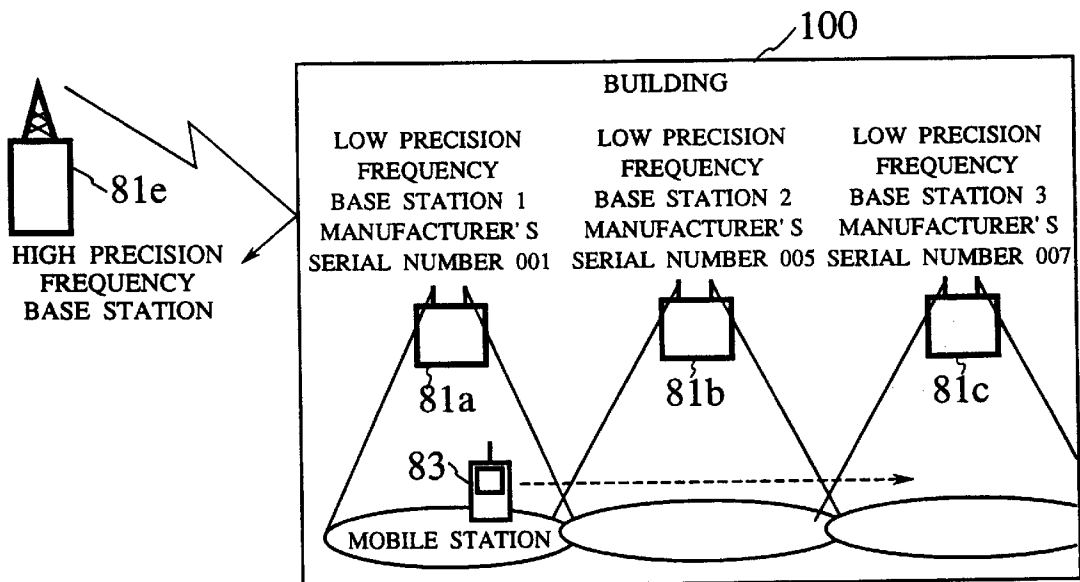 100
BUILDING
LOW PRECISION
FREQUENCY
BASE STATION 1
MANUFACTURER'S
SERIAL NUMBER 001
LOW PRECISION
FREQUENCY
BASE STATION 2
MANUFACTURER'S
SERIAL NUMBER 005
LOW PRECISION
FREQUENCY
BASE STATION 3
MANUFACTURER'S
SERIAL NUMBER 007
81e
HIGH PRECISION
FREQUENCY
BASE STATION
81a
81b
81c
83
MOBILE STATION